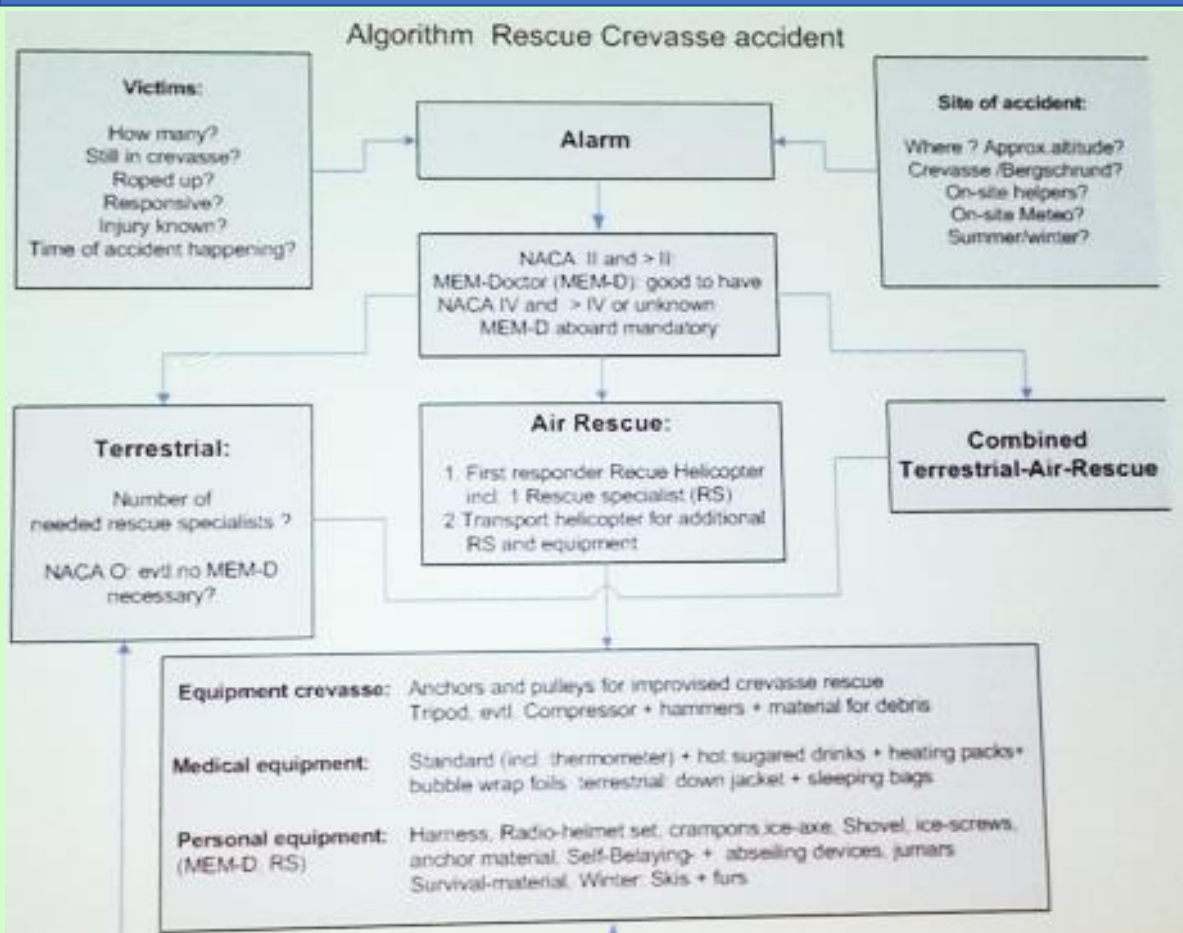 Algorithm Rescue Crevasse accident
Victims:
How many?
Still in crevasse?
Roped up?
Responsive?
Injury known?
Time of accident happening?
Alarm
Site of accident:
Where ? Approx.altitude?
Crevasse /Bergschrund?
On-site helpers?
On-site Meteo?
Summer/winter?
NACA II and > II:
MEM-Doctor (MEM-D): good to have
NACA IV and > IV or unknown
MEM-D aboard mandatory
Terrestrial:
Number of
needed rescue specialists ?
NACA O: evtl.no MEM-D
necessary?
Air Rescue:
1. First responder Recue Helicopter
incl. 1 Rescue specialist (RS)
2 Transport helicopter for additional
RS and equipment
Combined
Terrestrial-Air-Rescue
Equipment crevasse: Anchors and pulleys for improvised crevasse rescue
Tripod, evtl. Compressor + hammers + material for debris
Medical equipment: Standard (incl. thermometer) + hot sugared drinks + heating packs+
bubble wrap foils. terrestrial: down jacket + sleeping bags
Personal equipment: Harness, Radio-helmet set, crampons,ice-axe, Shovel, ice-screws,
(MEM-D, RS) anchor material, Self-Belaying- + abseiling devices, jumars
Survival-material, Winter: Skis + furs